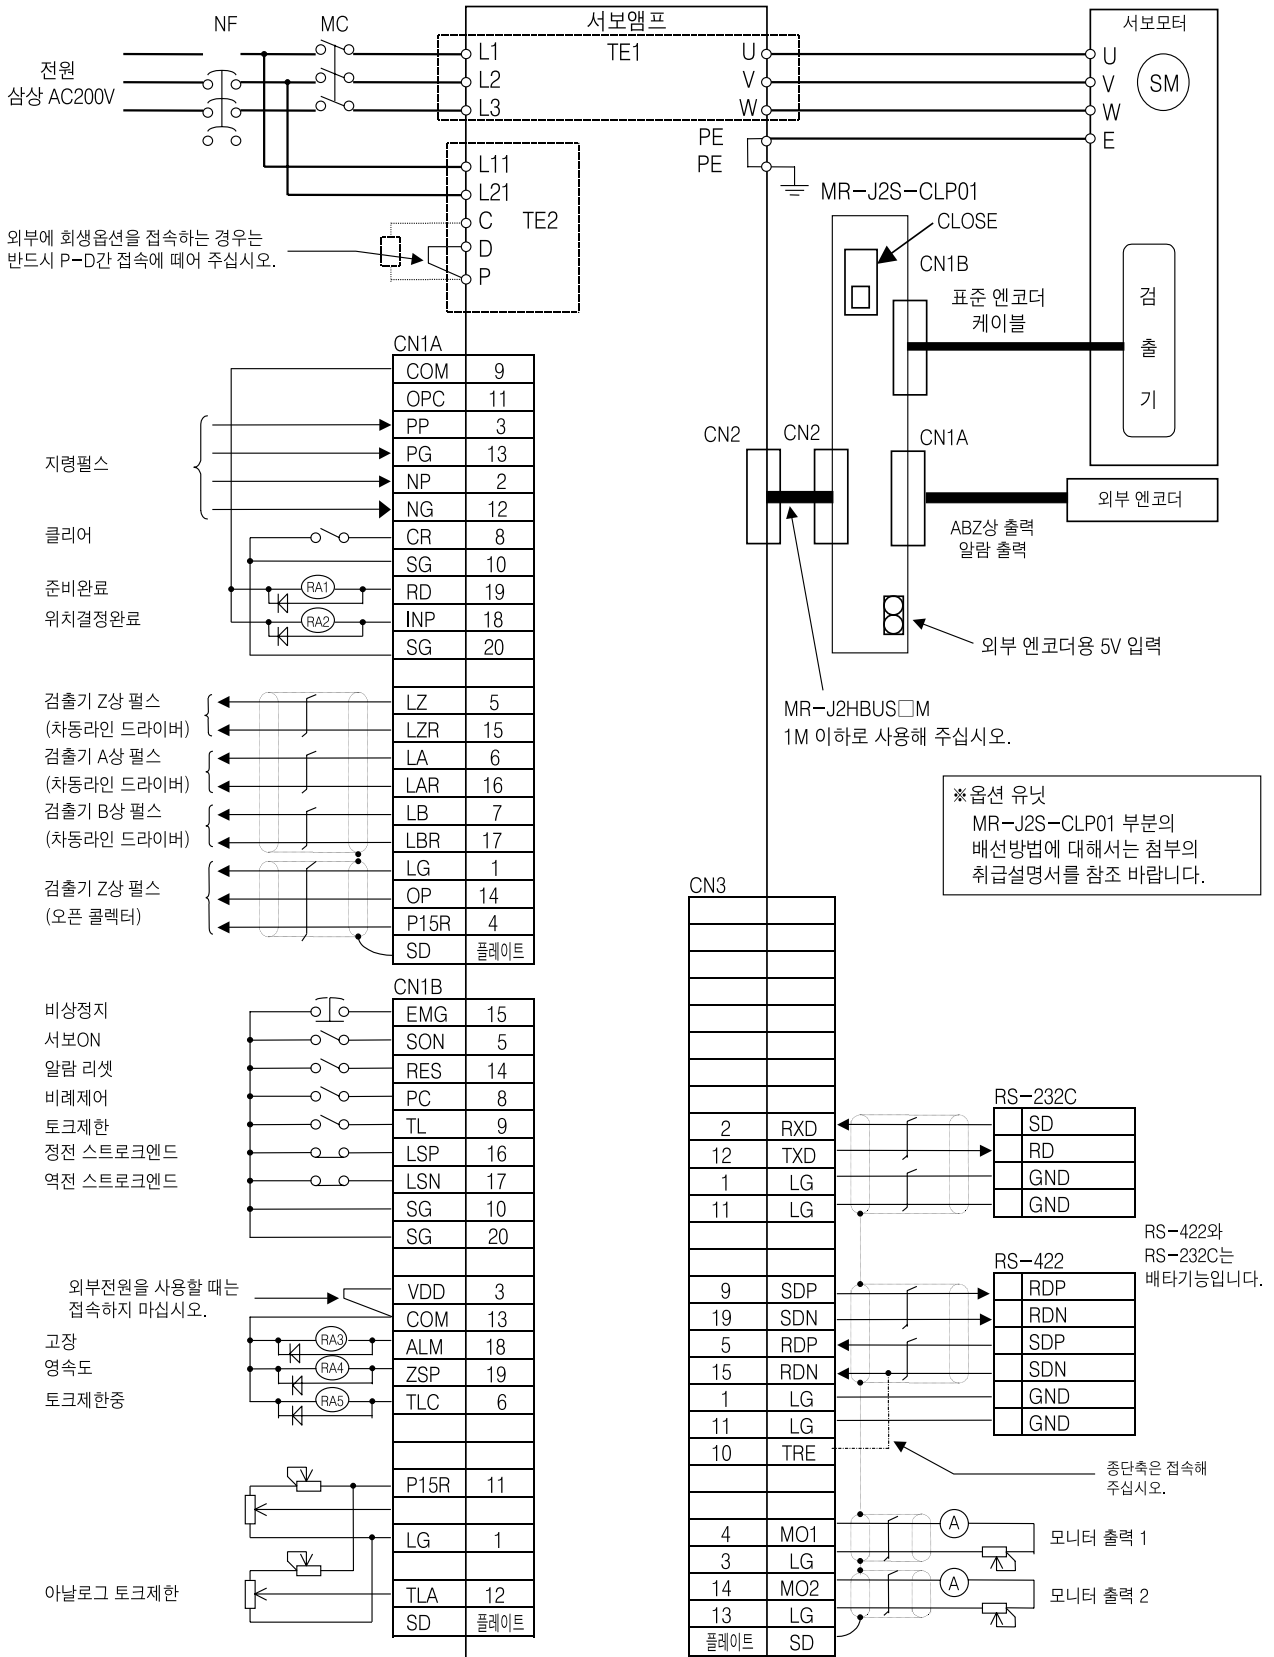 NF
MC
서보앰프
서보모터
L1
TE1
U
U
전원
삼상 AC200V
L2
V
V
SM
L3
W
W
PE
E
PE
L11
L21
C
TE2
D
P
외부에 회생옵션을 접속하는 경우는
반드시 P-D간 접속에 떼어 주십시오.
MR-J2S-CLP01
CLOSE
CN1B
표준 엔코더
케이블
검
출
기
CN2
CN2
CN1A
외부 엔코더
ABZ상 출력
알람 출력
외부 엔코더용 5V 입력
MR-J2HBUS□M
1M 이하로 사용해 주십시오.
※옵션 유닛
MR-J2S-CLP01 부분의
배선방법에 대해서는 첨부의
취급설명서를 참조 바랍니다.
CN1A
COM 9
OPC 11
PP 3
PG 13
지령펄스
NP 2
NG 12
클리어
CR 8
SG 10
준비완료
RA1
RD 19
위치결정완료
RA2
INP 18
SG 20
검출기 Z상 펄스
(차동라인 드라이버)
LZ 5
LZR 15
검출기 A상 펄스
(차동라인 드라이버)
LA 6
LAR 16
검출기 B상 펄스
(차동라인 드라이버)
LB 7
LBR 17
LG 1
검출기 Z상 펄스
(오픈 콜렉터)
OP 14
P15R 4
SD 플레이트
CN1B
비상정지
EMG 15
서보ON
SON 5
알람 리셋
RES 14
비례제어
PC 8
토크제한
TL 9
정전 스트로크엔드
LSP 16
역전 스트로크엔드
LSN 17
SG 10
SG 20
외부전원을 사용할 때는
접속하지 마십시오.
VDD 3
COM 13
고장
RA3
ALM 18
영속도
RA4
ZSP 19
토크제한중
RA5
TLC 6
P15R 11
LG 1
아날로그 토크제한
TLA 12
SD 플레이트
CN3
2 RXD
12 TXD
1 LG
11 LG
RS-232C
SD
RD
GND
GND
RS-422와
RS-232C는
배타기능입니다.
RS-422
9 SDP
RDP
19 SDN
RDN
5 RDP
SDP
15 RDN
SDN
1 LG
GND
11 LG
GND
10 TRE
종단축은 접속해
주십시오.
4 MO1
A
모니터 출력 1
3 LG
14 MO2
A
모니터 출력 2
13 LG
플레이트 SD